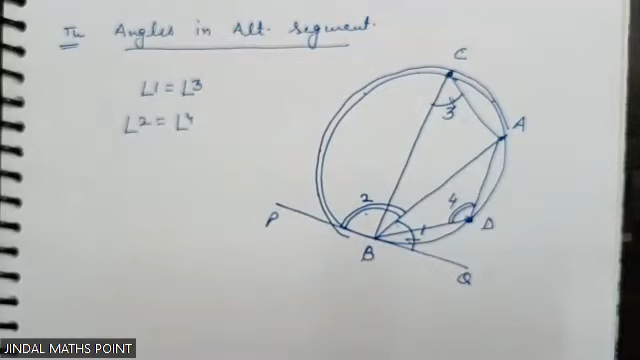 Th Angles in Alt. segment.
∠1 = ∠3
∠2 = ∠4
C
3
A
2
4
P
1
D
B
Q
JINDAL MATHS POINT